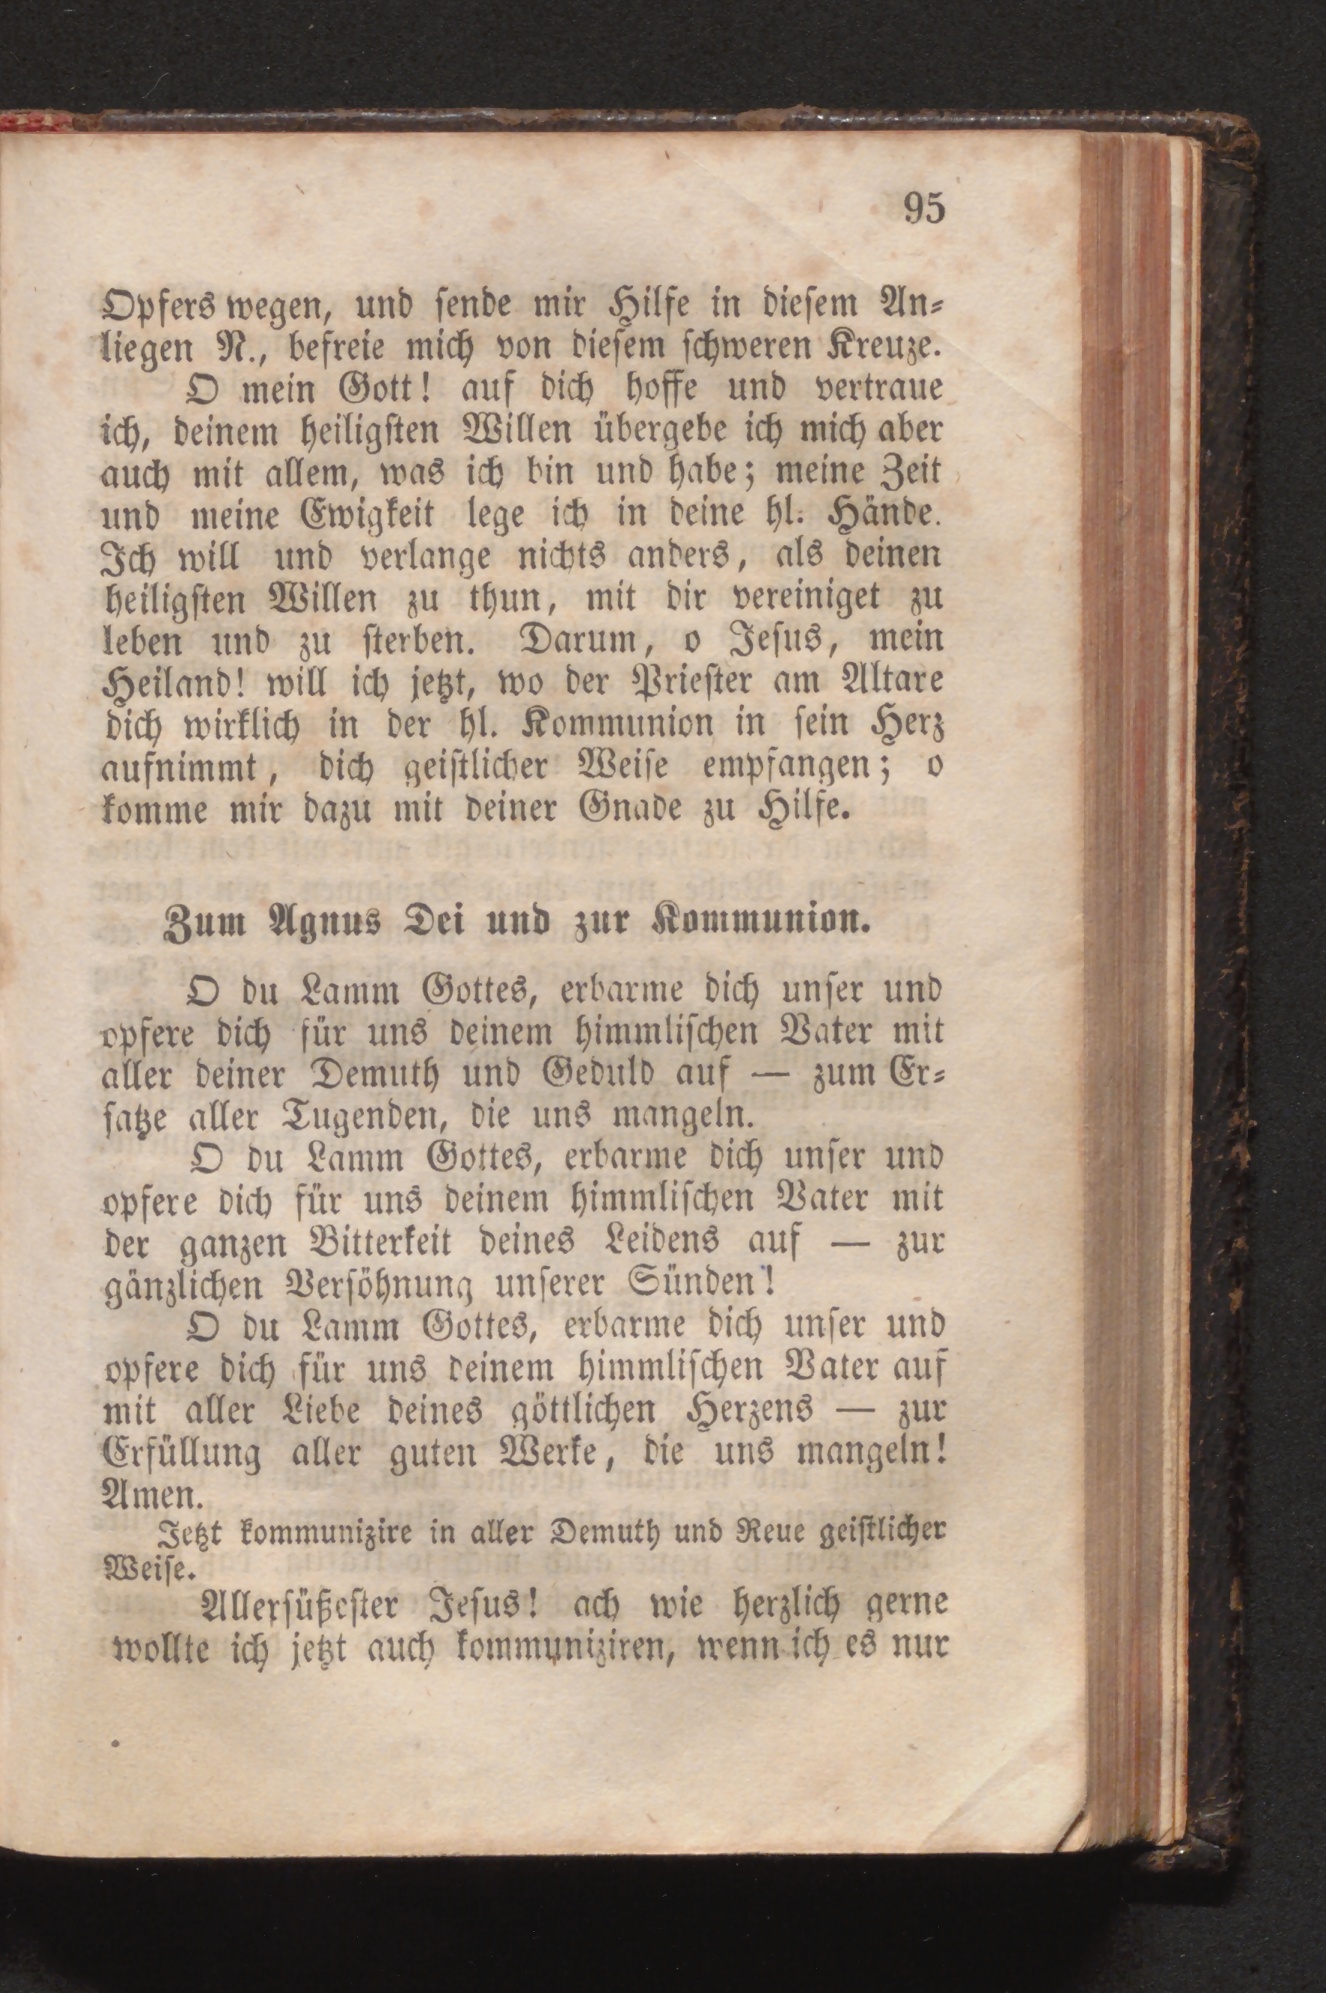 95
Opfers wegen, und sende mir Hilfe in diesem An-
liegen N., befreie mich von diesem schweren Kreuze.
O mein Gott! auf dich hoffe und vertraue
ich, deinem heiligsten Willen übergebe ich mich aber
auch mit allem, was ich bin und habe; meine Zeit
und meine Ewigkeit lege ich in deine hl. Hände.
Ich will und verlange nichts anders, als deinen
heiligsten Willen zu thun, mit dir vereiniget zu
leben und zu sterben. Darum, o Jesus, mein
Heiland! will ich jetzt, wo der Priester am Altare
dich wirklich in der hl. Kommunion in sein Herz
aufnimmt, dich geistlicher Weise empfangen; o
komme mir dazu mit deiner Gnade zu Hilfe.
Zum Agnus Dei und zur Kommunion.
O du Lamm Gottes, erbarme dich unser und
opfere dich für uns deinem himmlischen Vater mit
aller deiner Demuth und Geduld auf — zum Er-
satze aller Tugenden, die uns mangeln.
O du Lamm Gottes, erbarme dich unser und
opfere dich für uns deinem himmlischen Vater mit
der ganzen Bitterkeit deines Leidens auf — zur
gänzlichen Versöhnung unserer Sünden!
O du Lamm Gottes, erbarme dich unser und
opfere dich für uns deinem himmlischen Vater auf
mit aller Liebe deines göttlichen Herzens — zur
Erfüllung aller guten Werke, die uns mangeln!
Amen.
Jetzt kommunizire in aller Demuth und Reue geistlicher
Weise.
Allersüßester Jesus! ach wie herzlich gerne
wollte ich jetzt auch kommuniziren, wenn ich es nur